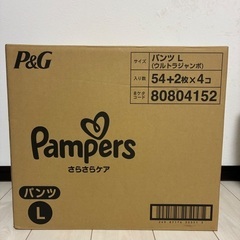 P&G
サイズ
パンツ L
(ウルトラジャンボ)
入り数
54+2枚×4コ
80804152
Pampers
さらさらケア
パンツ
L